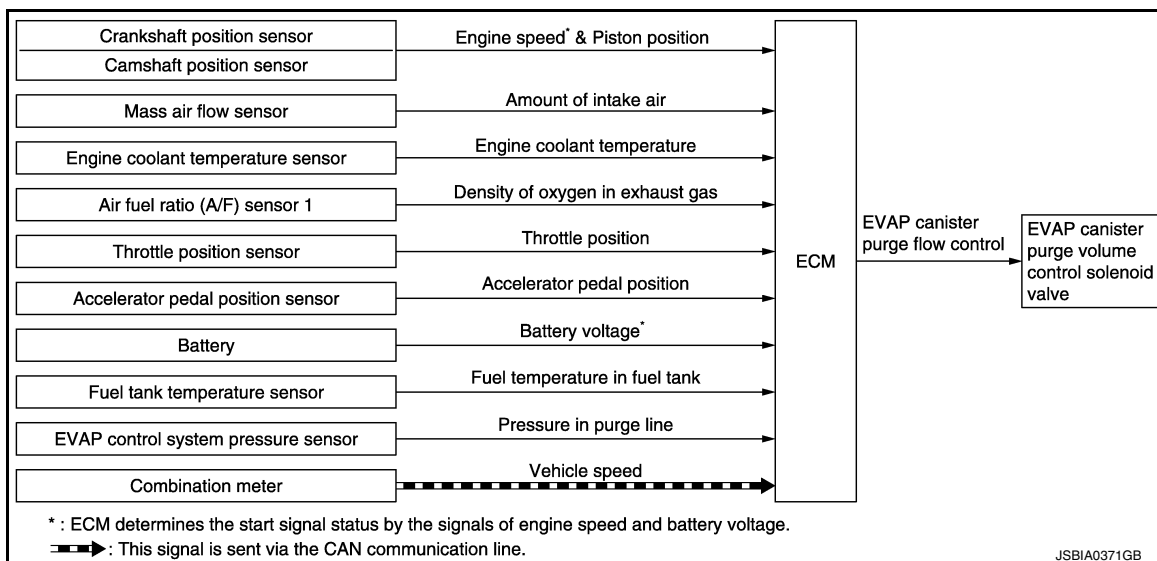 Crankshaft position sensor
Camshaft position sensor
Engine speed* & Piston position
Mass air flow sensor
Amount of intake air
Engine coolant temperature sensor
Engine coolant temperature
Air fuel ratio (A/F) sensor 1
Density of oxygen in exhaust gas
Throttle position sensor
Throttle position
Accelerator pedal position sensor
Accelerator pedal position
Battery
Battery voltage*
Fuel tank temperature sensor
Fuel temperature in fuel tank
EVAP control system pressure sensor
Pressure in purge line
Combination meter
Vehicle speed
ECM
EVAP canister
purge flow control
EVAP canister
purge volume
control solenoid
valve
* : ECM determines the start signal status by the signals of engine speed and battery voltage.
: This signal is sent via the CAN communication line.
JSBIA0371GB